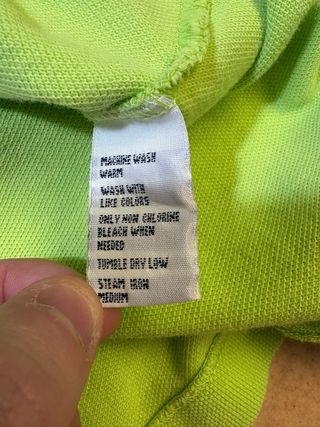 MACHINE WASH
WARM
WASH WITH
LIKE COLORS
ONLY NON CHLORINE
BLEACH WHEN
NEEDED
TUMBLE DRY LOW
STEAM IRON
MEDIUM